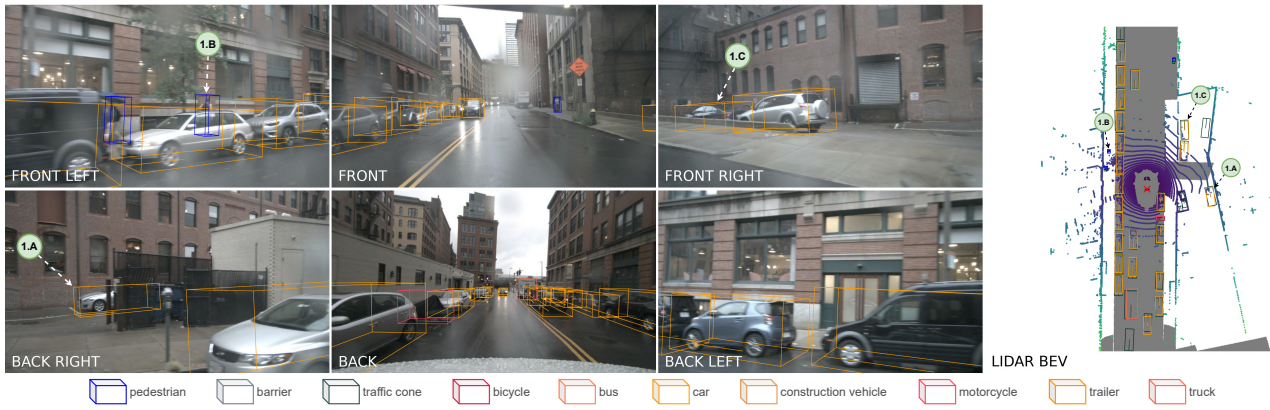 1.B
1.C
FRONT LEFT
FRONT
FRONT RIGHT
1.C
1.B
1.A
1.A
BACK RIGHT
BACK
BACK LEFT
LIDAR BEV
pedestrian
barrier
traffic cone
bicycle
bus
car
construction vehicle
motorcycle
trailer
truck